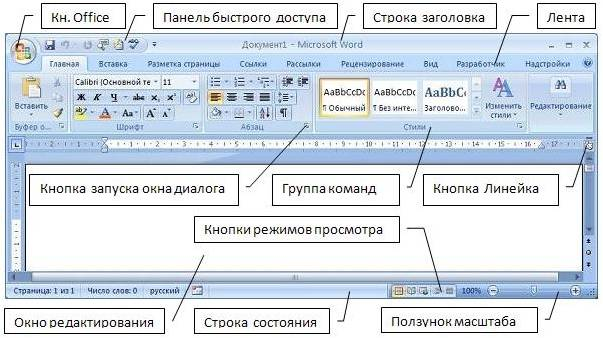 Кн. Office
Панель быстрого доступа
Строка заголовка
Лента
Документ1 - Microsoft Word
Главная Вставка Разметка страницы Ссылки Рассылки Рецензирование Вид Разработчик Надстройки
Calibri (Основной те 11
AaBbCcDc AaBbCcDc AaBbCc
Вставить
Ж К Ч
¶ Обычный ¶ Без инте... Заголово...
Изменить стили
Редактирование
Буфер о... Шрифт Абзац Стили
Кнопка запуска окна диалога
Группа команд
Кнопка Линейка
Кнопки режимов просмотра
Страница: 1 из 1 Число слов: 0 русский 100%
Окно редактирования
Строка состояния
Ползунок масштаба